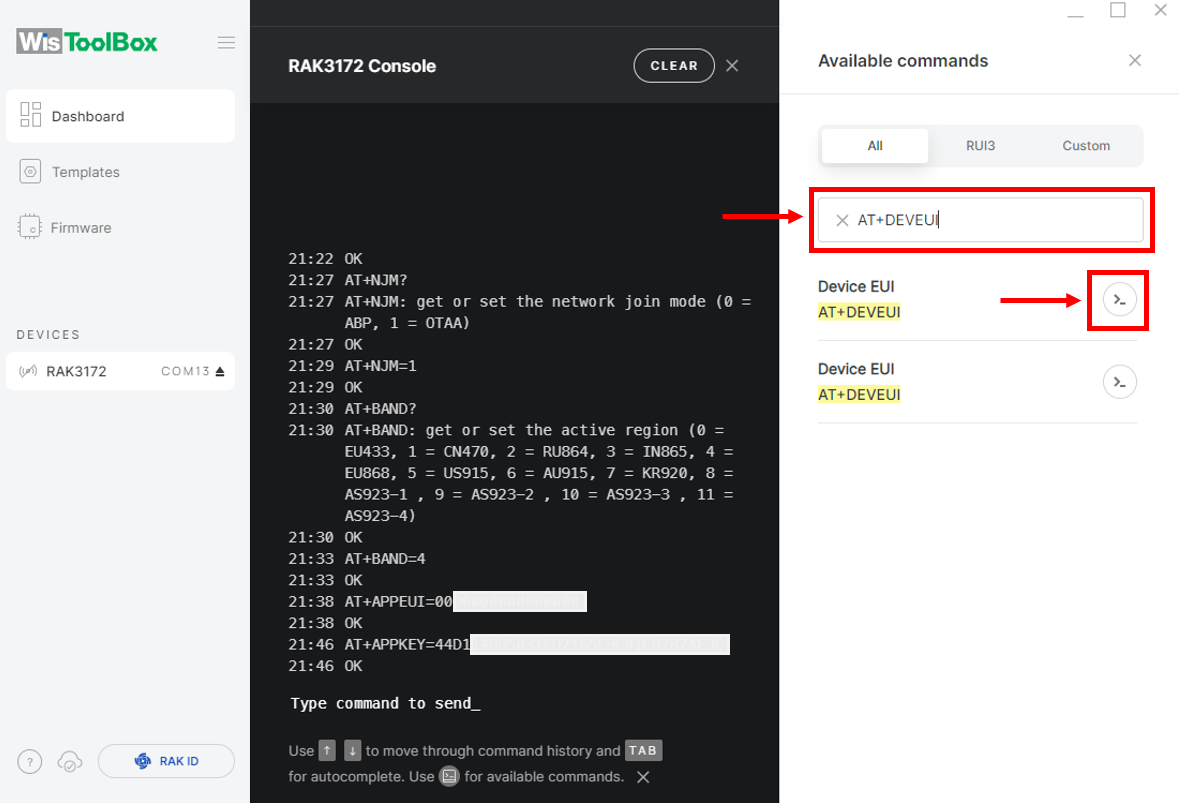 WisToolBox
Dashboard
Templates
Firmware
DEVICES
RAK3172 COM13
? RAK ID
RAK3172 Console CLEAR
21:22 OK
21:27 AT+NJM?
21:27 AT+NJM: get or set the network join mode (0 =
ABP, 1 = OTAA)
21:27 OK
21:29 AT+NJM=1
21:29 OK
21:30 AT+BAND?
21:30 AT+BAND: get or set the active region (0 =
EU433, 1 = CN470, 2 = RU864, 3 = IN865, 4 =
EU868, 5 = US915, 6 = AU915, 7 = KR920, 8 =
AS923-1 , 9 = AS923-2 , 10 = AS923-3 , 11 =
AS923-4)
21:30 OK
21:33 AT+BAND=4
21:33 OK
21:38 AT+APPEUI=00
21:38 OK
21:46 AT+APPKEY=44D1
21:46 OK
Type command to send_
Use ↑ ↓ to move through command history and TAB
for autocomplete. Use for available commands.
Available commands
All RUI3 Custom
AT+DEVEUI
Device EUI
AT+DEVEUI
Device EUI
AT+DEVEUI